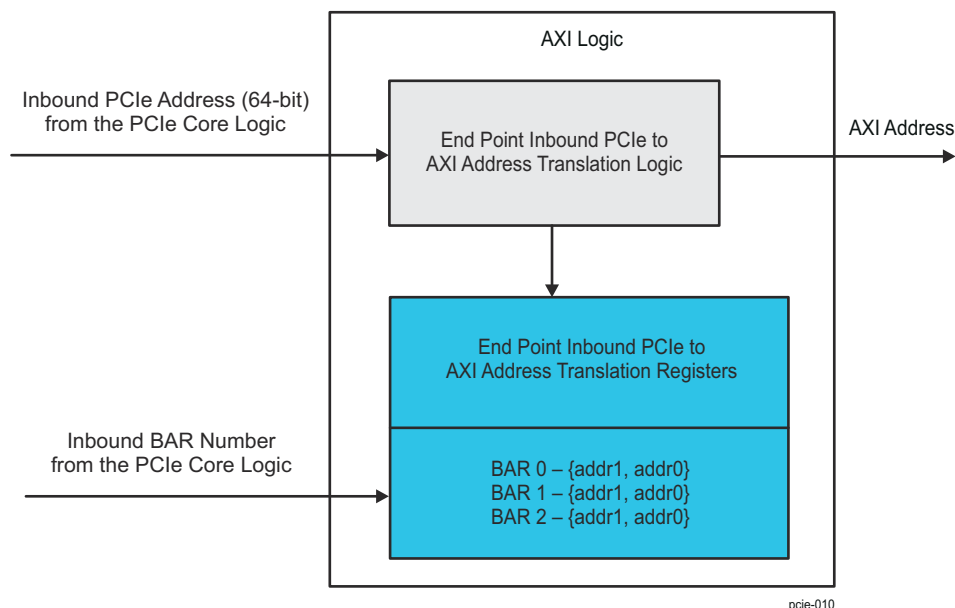 AXI Logic
Inbound PCIe Address (64-bit)
from the PCIe Core Logic
End Point Inbound PCIe to
AXI Address Translation Logic
AXI Address
End Point Inbound PCIe to
AXI Address Translation Registers
Inbound BAR Number
from the PCIe Core Logic
BAR 0 – {addr1, addr0}
BAR 1 – {addr1, addr0}
BAR 2 – {addr1, addr0}
pcie-010